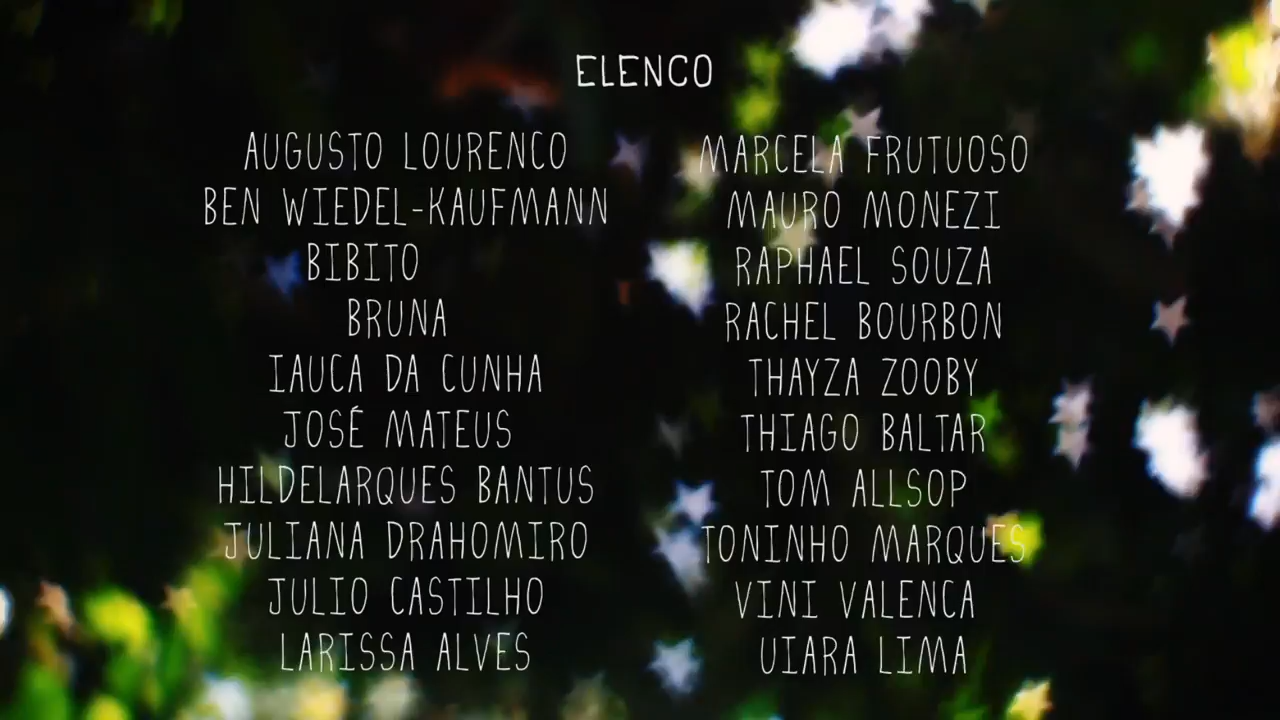 ELENCO
AUGUSTO LOURENCO
BEN WIEDEL-KAUFMANN
BIBITO
BRUNA
IAUCA DA CUNHA
JOSÉ MATEUS
HILDELARQUES BANTUS
JULIANA DRAHOMIRO
JULIO CASTILHO
LARISSA ALVES
MARCELA FRUTUOSO
MAURO MONEZI
RAPHAEL SOUZA
RACHEL BOURBON
THAYZA ZOOBY
THIAGO BALTAR
TOM ALLSOP
TONINHO MARQUES
VINI VALENCA
UIARA LIMA